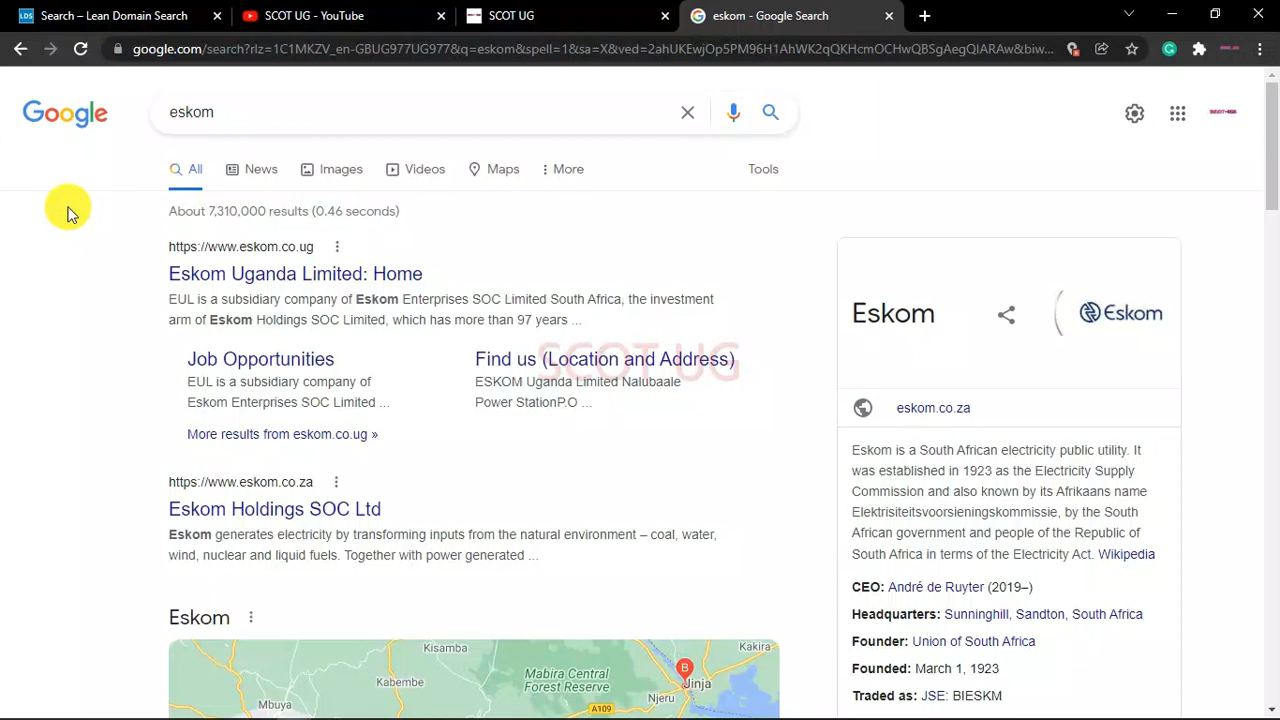 Search – Lean Domain Search
SCOT UG - YouTube
SCOT UG
eskom - Google Search
google.com/search?rlz=1C1MKZV_en-GBUG977UG977&q=eskom&spell=1&sa=X&ved=2ahUKEwjOp5PM96H1AhWK2qQKHcmOCHwQBSgAegQIARAw&biw...
Google
eskom
All
News
Images
Videos
Maps
More
Tools
About 7,310,000 results (0.46 seconds)
https://www.eskom.co.ug
Eskom Uganda Limited: Home
EUL is a subsidiary company of Eskom Enterprises SOC Limited South Africa, the investment
arm of Eskom Holdings SOC Limited, which has more than 97 years ...
Job Opportunities
EUL is a subsidiary company of
Eskom Enterprises SOC Limited ...
Find us (Location and Address)
ESKOM Uganda Limited Nalubaale
Power StationP.O ...
SCOT UG
More results from eskom.co.ug »
https://www.eskom.co.za
Eskom Holdings SOC Ltd
Eskom generates electricity by transforming inputs from the natural environment – coal, water,
wind, nuclear and liquid fuels. Together with power generated ...
Eskom
Kisamba
Kakira
Mabira Central
Forest Reserve
B
Jinja
Kabembe
Njeru
Mbuya
A109
Eskom
Eskom
eskom.co.za
Eskom is a South African electricity public utility. It
was established in 1923 as the Electricity Supply
Commission and also known by its Afrikaans name
Elektrisiteitsvoorsieningskommissie, by the South
African government and people of the Republic of
South Africa in terms of the Electricity Act. Wikipedia
CEO: André de Ruyter (2019–)
Headquarters: Sunninghill, Sandton, South Africa
Founder: Union of South Africa
Founded: March 1, 1923
Traded as: JSE: BIESKM